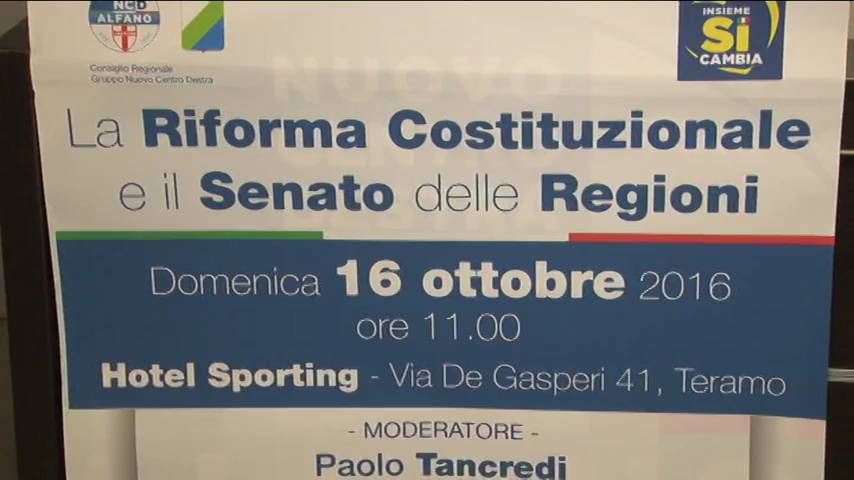 NCD
ALFANO
Consiglio Regionale
Gruppo Nuovo Centro Destra
INSIEME
Sì
CAMBIA
La Riforma Costituzionale
e il Senato delle Regioni
Domenica 16 ottobre 2016
ore 11.00
Hotel Sporting - Via De Gasperi 41, Teramo
- MODERATORE -
Paolo Tancredi